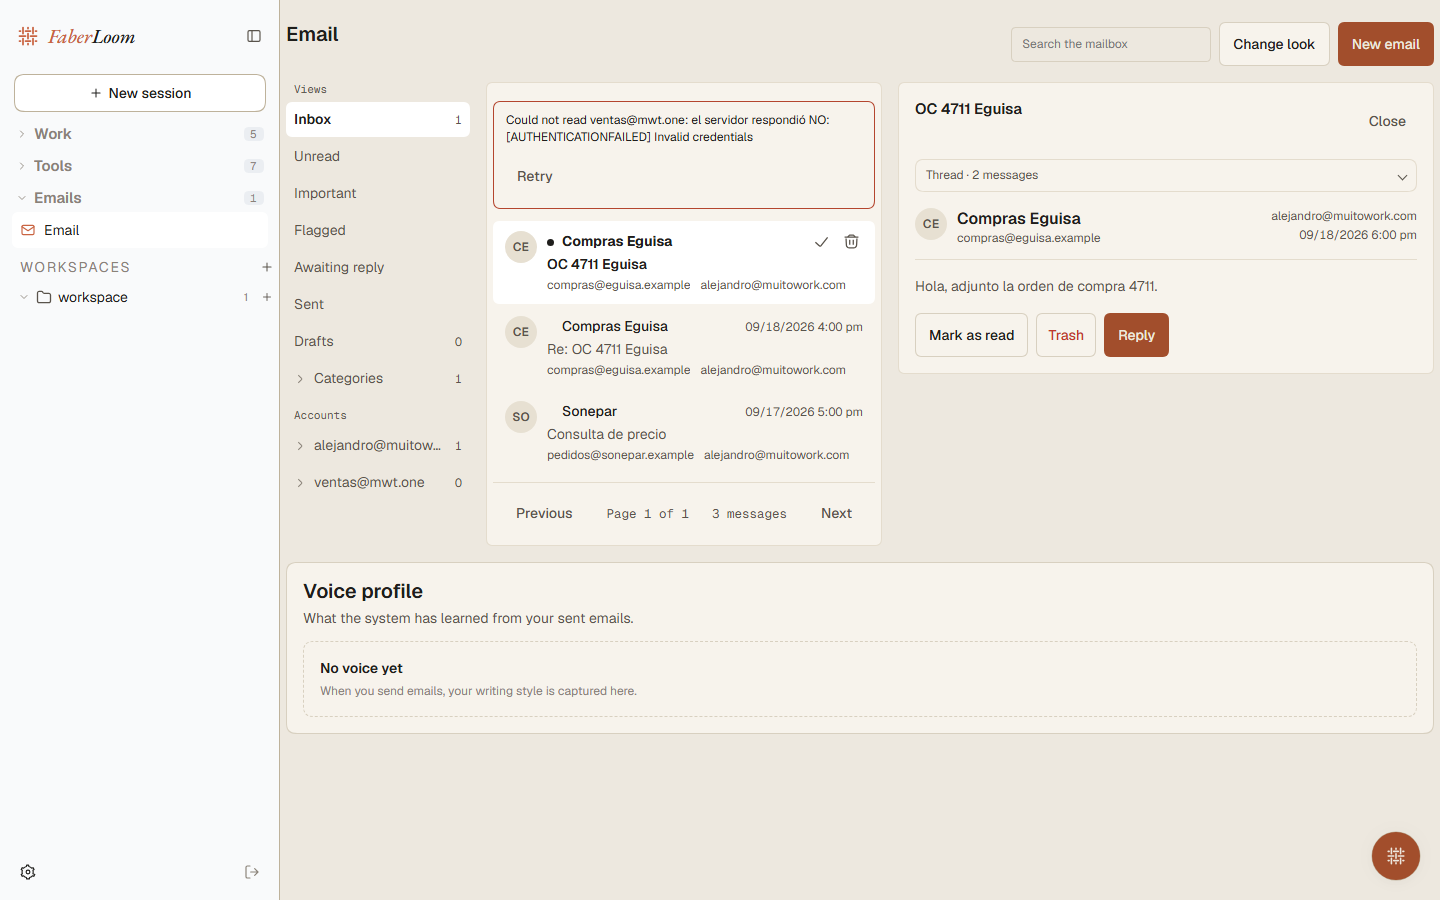 FaberLoom
New session
Work 5
Tools 7
Emails 1
Email
WORKSPACES
workspace 1
Email
Search the mailbox
Change look
New email
Views
Inbox 1
Unread
Important
Flagged
Awaiting reply
Sent
Drafts 0
Categories 1
Accounts
alejandro@muitow... 1
ventas@mwt.one 0
Could not read ventas@mwt.one: el servidor respondió NO:
[AUTHENTICATIONFAILED] Invalid credentials
Retry
CE
Compras Eguisa
OC 4711 Eguisa
compras@eguisa.example alejandro@muitowork.com
CE
Compras Eguisa 09/18/2026 4:00 pm
Re: OC 4711 Eguisa
compras@eguisa.example alejandro@muitowork.com
SO
Sonepar 09/17/2026 5:00 pm
Consulta de precio
pedidos@sonepar.example alejandro@muitowork.com
Previous Page 1 of 1 3 messages Next
OC 4711 Eguisa
Close
Thread · 2 messages
CE
Compras Eguisa alejandro@muitowork.com
compras@eguisa.example 09/18/2026 6:00 pm
Hola, adjunto la orden de compra 4711.
Mark as read Trash Reply
Voice profile
What the system has learned from your sent emails.
No voice yet
When you send emails, your writing style is captured here.